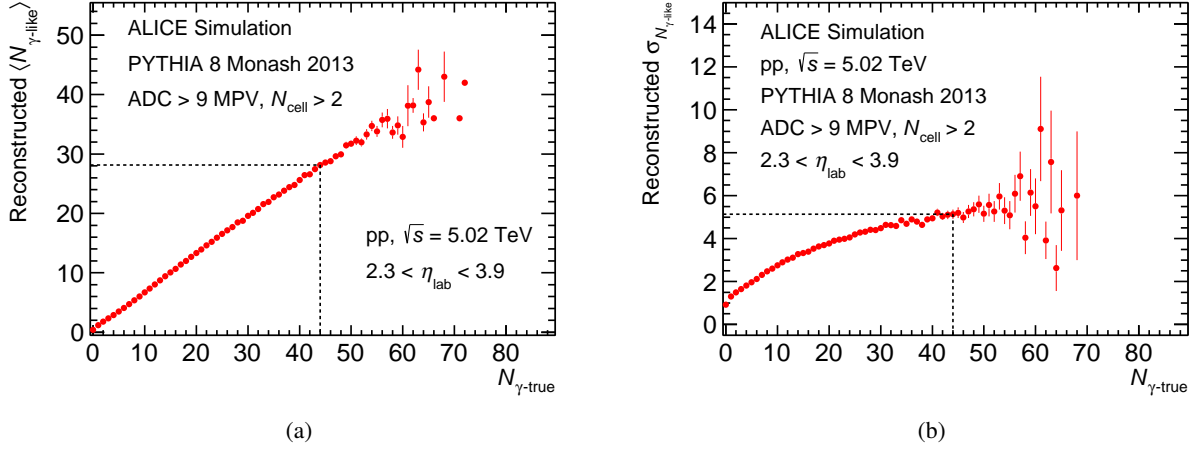 Reconstructed ⟨N_γ-like⟩
ALICE Simulation
PYTHIA 8 Monash 2013
ADC > 9 MPV, N_cell > 2
pp, √s = 5.02 TeV
2.3 < η_lab < 3.9
50
40
30
20
10
0
0 10 20 30 40 50 60 70 80
N_γ-true
(a)
Reconstructed σ_N_γ-like
ALICE Simulation
pp, √s = 5.02 TeV
PYTHIA 8 Monash 2013
ADC > 9 MPV, N_cell > 2
2.3 < η_lab < 3.9
14
12
10
8
6
4
2
0
0 10 20 30 40 50 60 70 80
N_γ-true
(b)